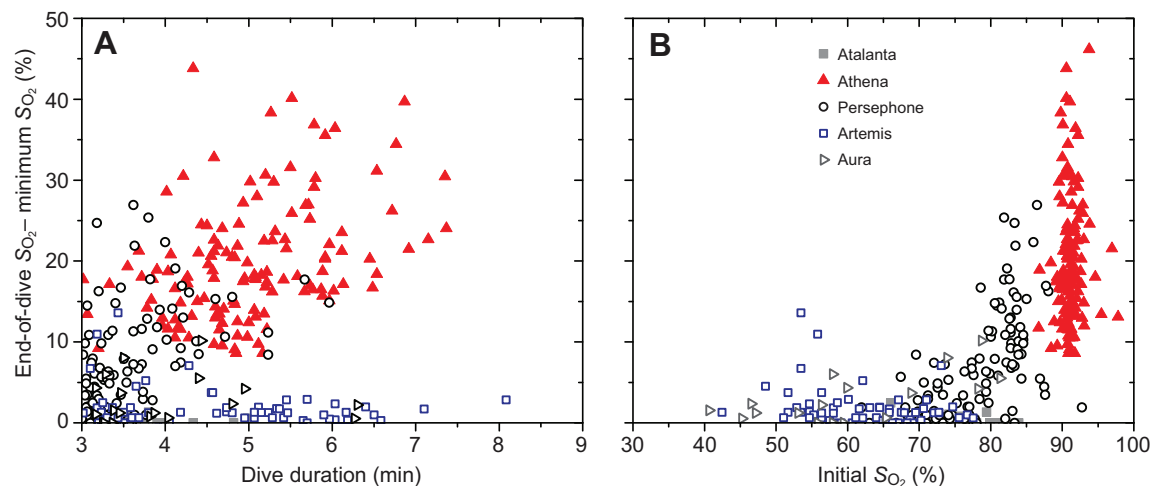 50
40
30
20
10
0
End-of-dive SO2– minimum SO2 (%)
A
3 4 5 6 7 8 9
Dive duration (min)
B
Atalanta
Athena
Persephone
Artemis
Aura
30 40 50 60 70 80 90 100
Initial SO2 (%)